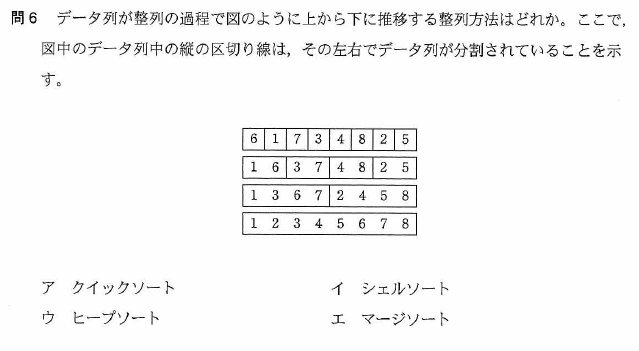 問6 データ列が整列の過程で図のように上から下に推移する整列方法はどれか。ここで,
図中のデータ列中の縦の区切り線は，その左右でデータ列が分割されていることを示
す。
6 1 7 3 4 8 2 5
1 6 3 7 4 8 2 5
1 3 6 7 2 4 5 8
1 2 3 4 5 6 7 8
ア クイックソート イ シェルソート
ウ ヒープソート エ マージソート